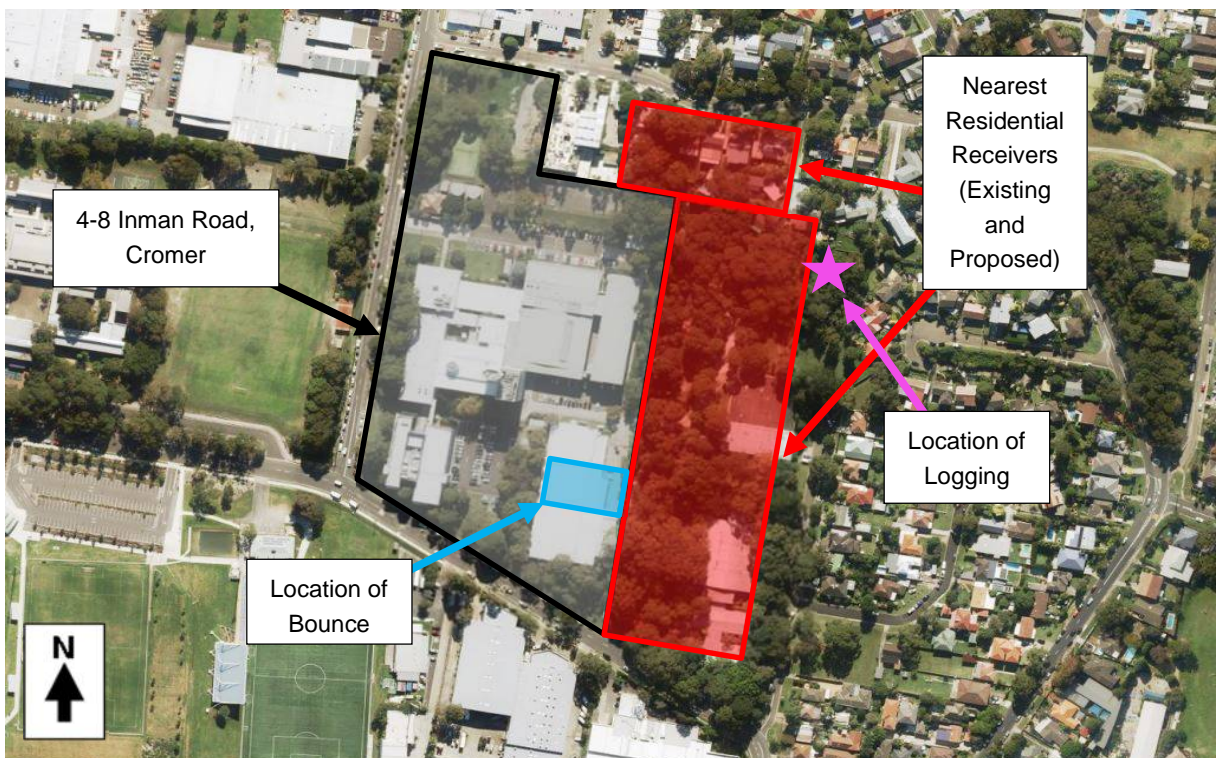 Nearest
Residential
Receivers
(Existing
and
Proposed)
4-8 Inman Road,
Cromer
Location of
Logging
Location of
Bounce
N